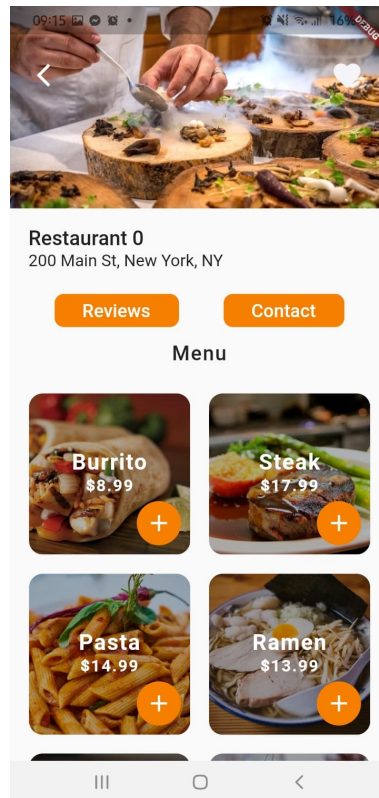 09:15
16%
DEBUG
Restaurant 0
200 Main St, New York, NY
Reviews
Contact
Menu
Burrito
$8.99
Steak
$17.99
Pasta
$14.99
Ramen
$13.99